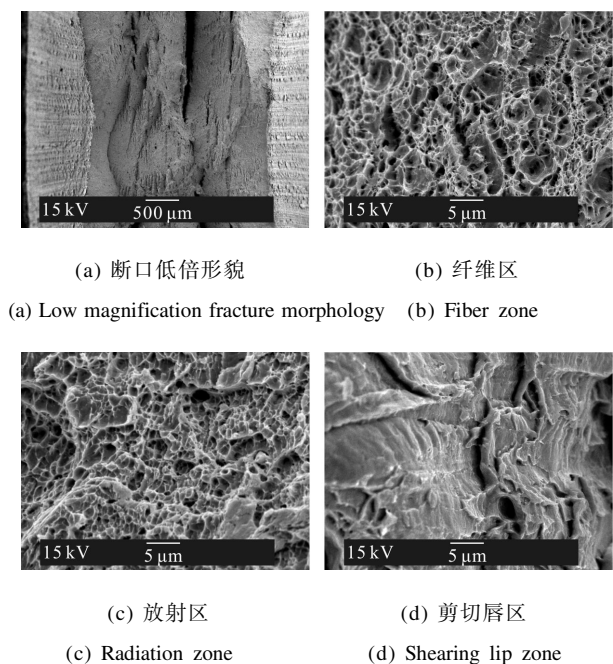 15 kV 500 μm 15 kV 5 μm
(a) 断口低倍形貌 (b) 纤维区
(a) Low magnification fracture morphology (b) Fiber zone
15 kV 5 μm 15 kV 5 μm
(c) 放射区 (d) 剪切唇区
(c) Radiation zone (d) Shearing lip zone